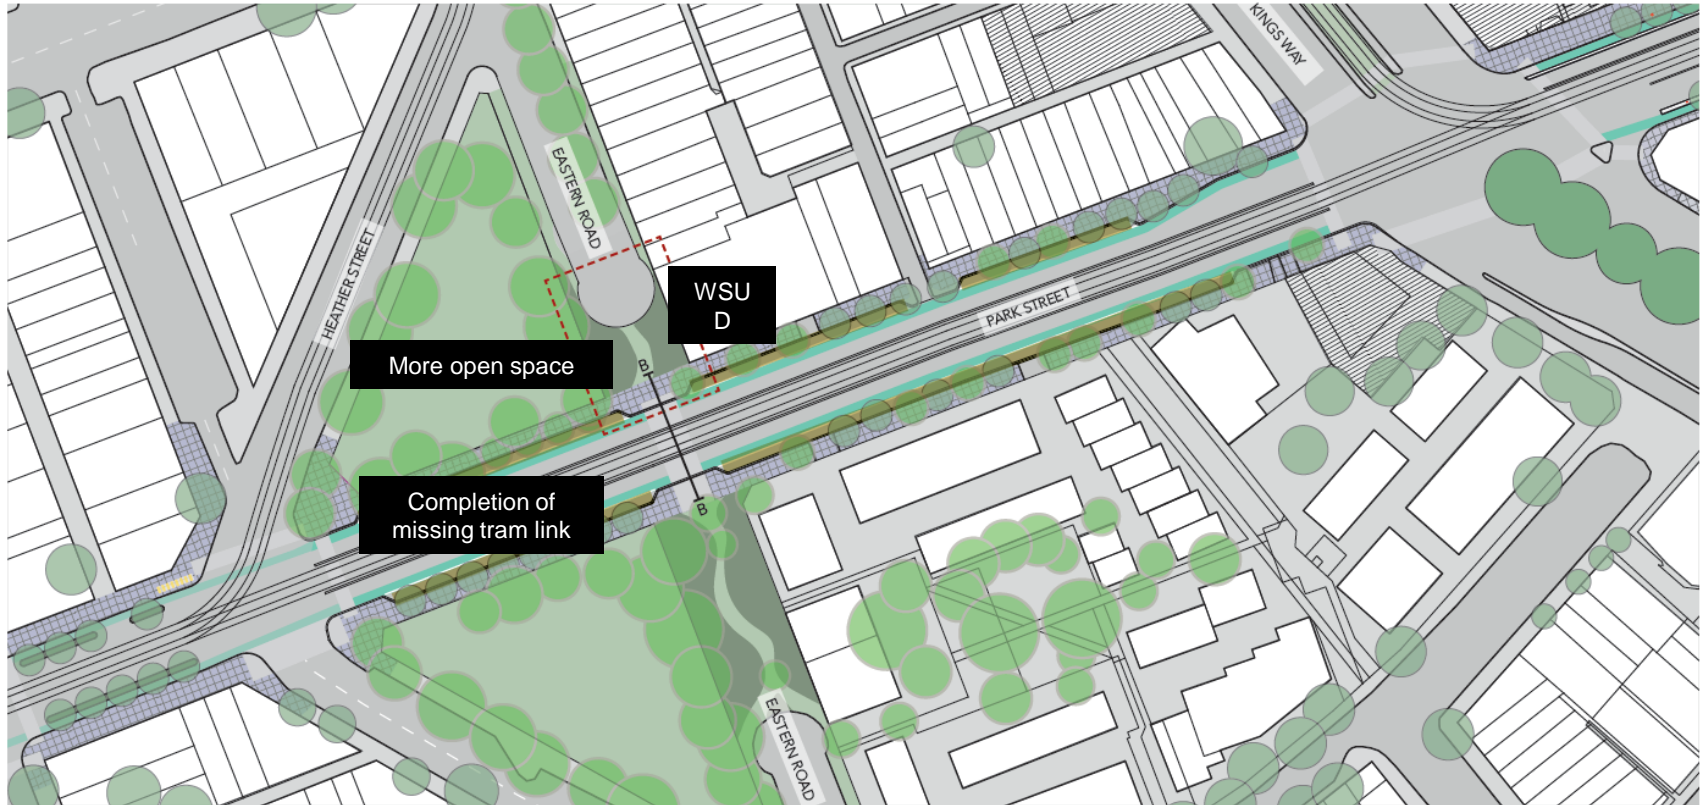 KINGS WAY
EASTERN ROAD
HEATHER STREET
WSU
D
PARK STREET
More open space
B
Completion of
missing tram link
B
EASTERN ROAD